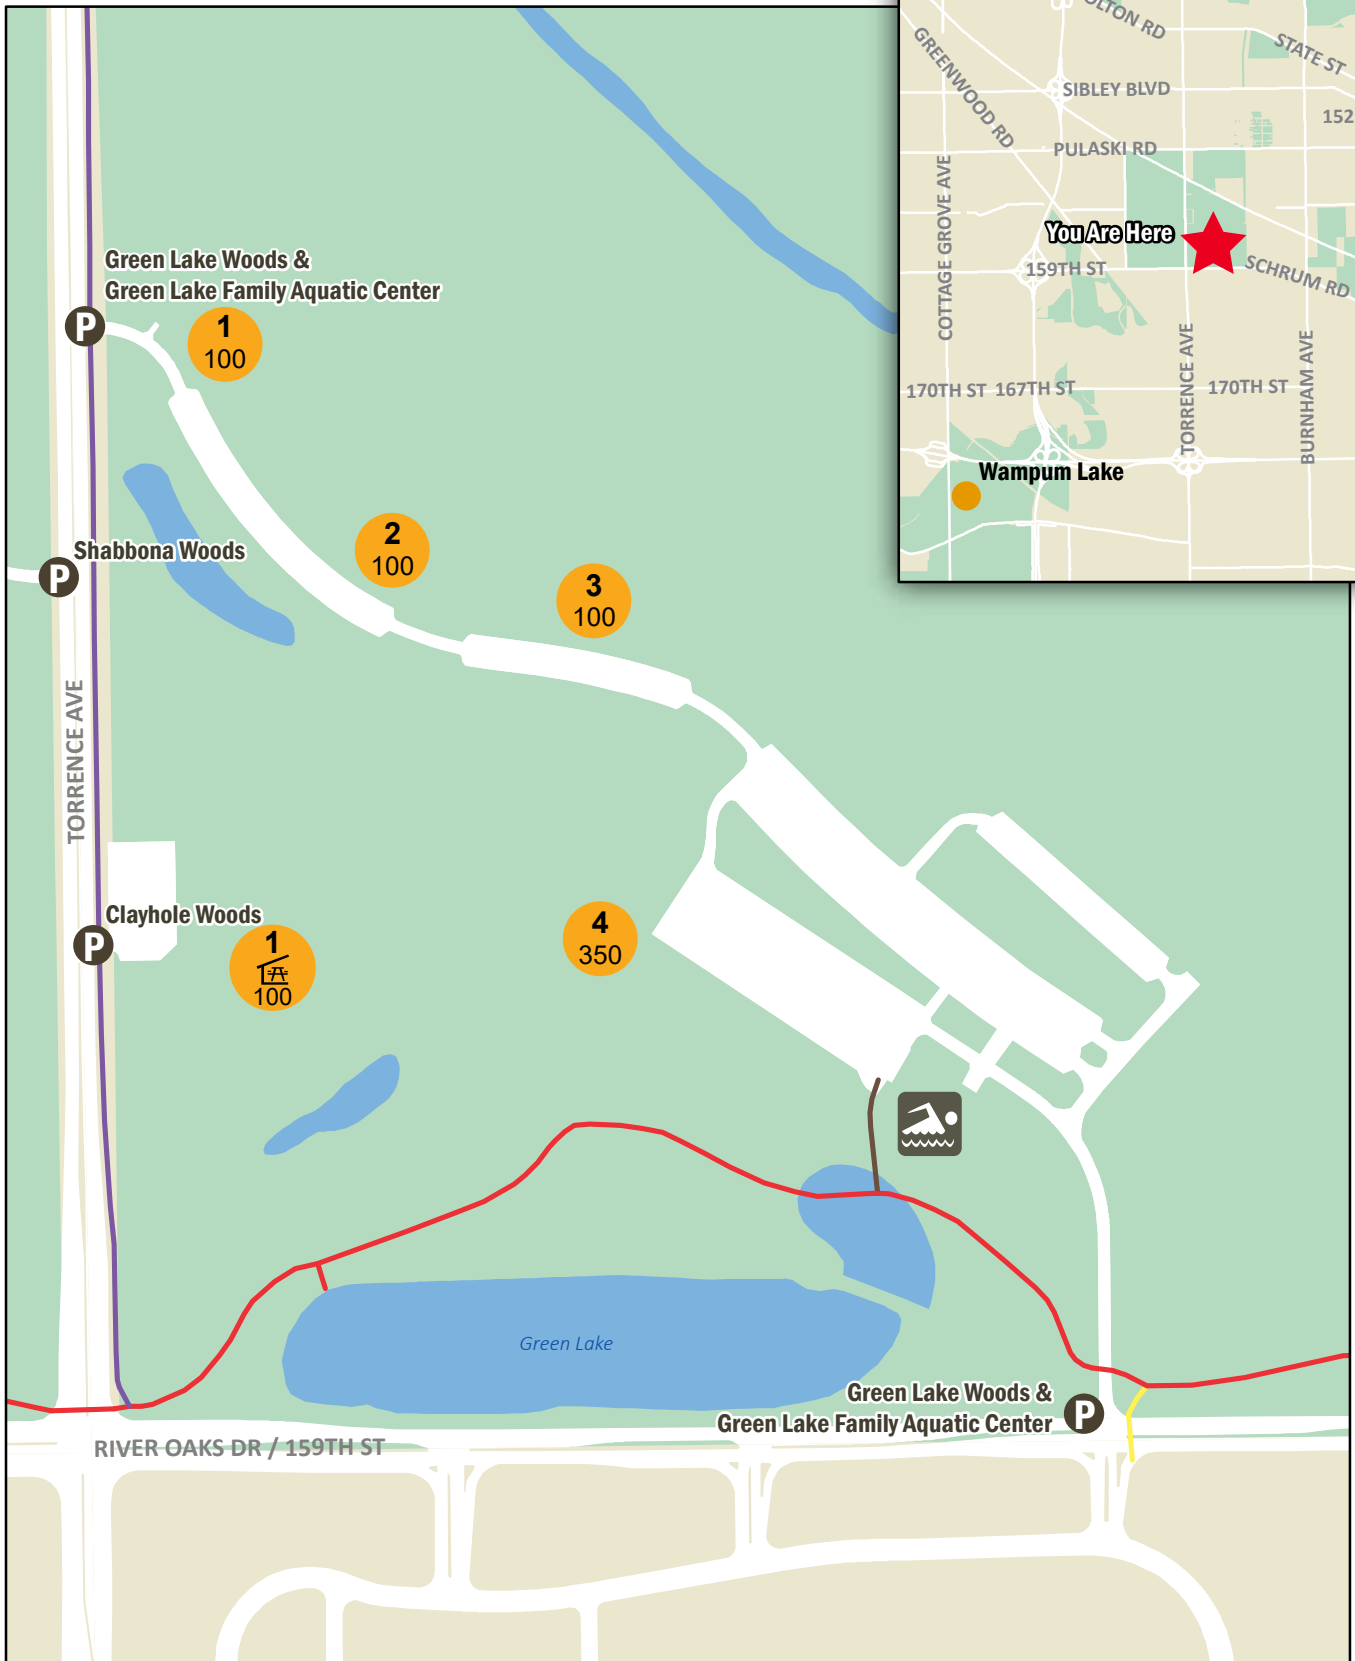 Green Lake Woods &
Green Lake Family Aquatic Center
P
1
100
Shabbona Woods
P
2
100
3
100
TORRENCE AVE
Clayhole Woods
P
1
100
4
350
Green Lake
Green Lake Woods &
Green Lake Family Aquatic Center
P
RIVER OAKS DR / 159TH ST
OLTON RD
STATE ST
GREENWOOD RD
SIBLEY BLVD
152
PULASKI RD
COTTAGE GROVE AVE
You Are Here
159TH ST
SCHRUM RD
TORRENCE AVE
BURNHAM AVE
170TH ST
167TH ST
170TH ST
Wampum Lake